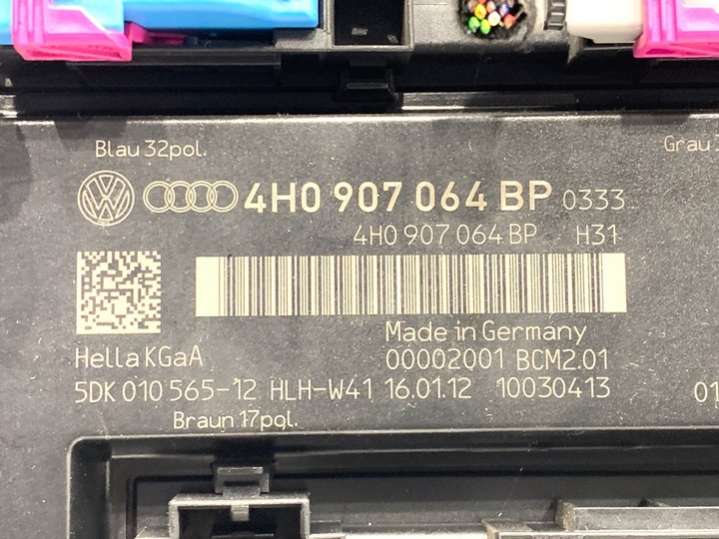 Blau 32pol.
Grau
4H0 907 064 BP 0333
4H0 907 064 BP H31
Made in Germany
Hella KGaA
00002001 BCM2.01
5DK 010 565-12 HLH-W41 16.01.12 10030413
01
Braun 17pol.